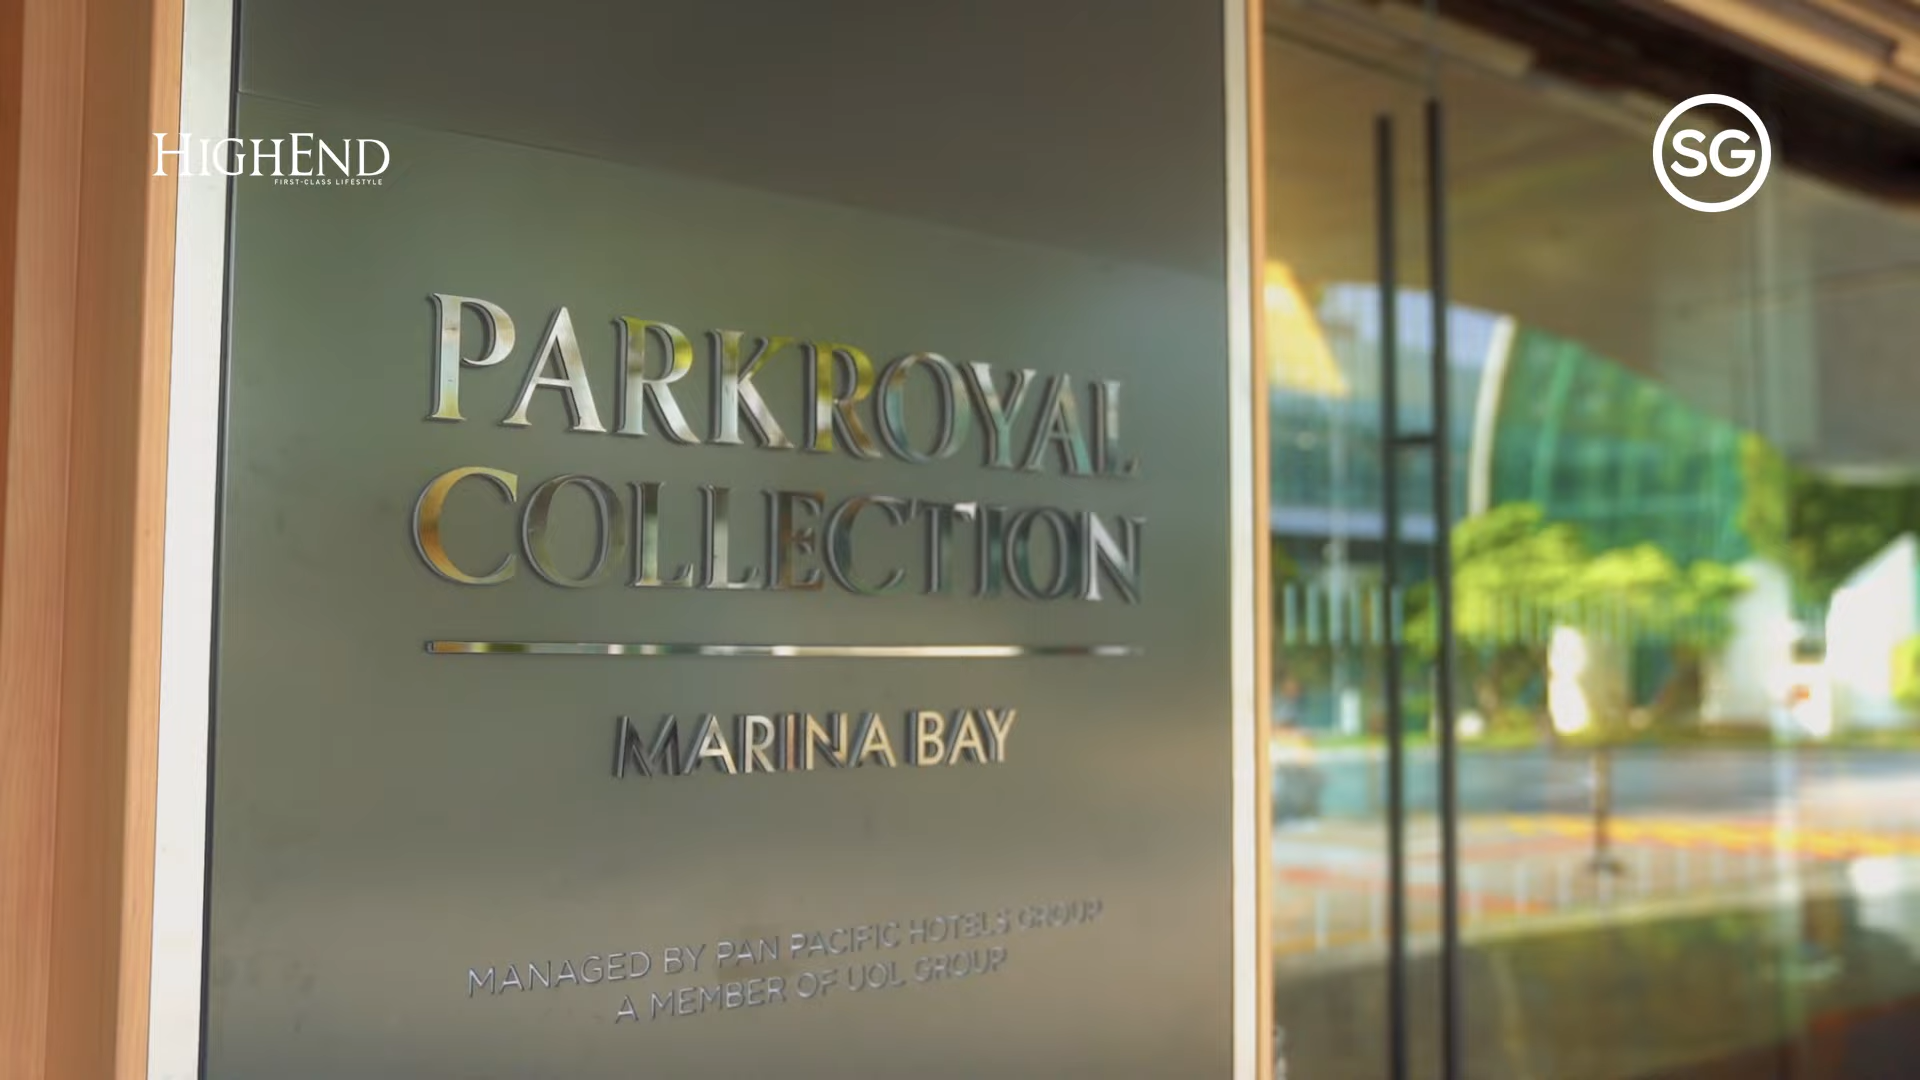 HIGHEND
FIRST-CLASS LIFESTYLE
SG
PARKROYAL
COLLECTION
MARINA BAY
MANAGED BY PAN PACIFIC HOTELS GROUP
A MEMBER OF UOL GROUP